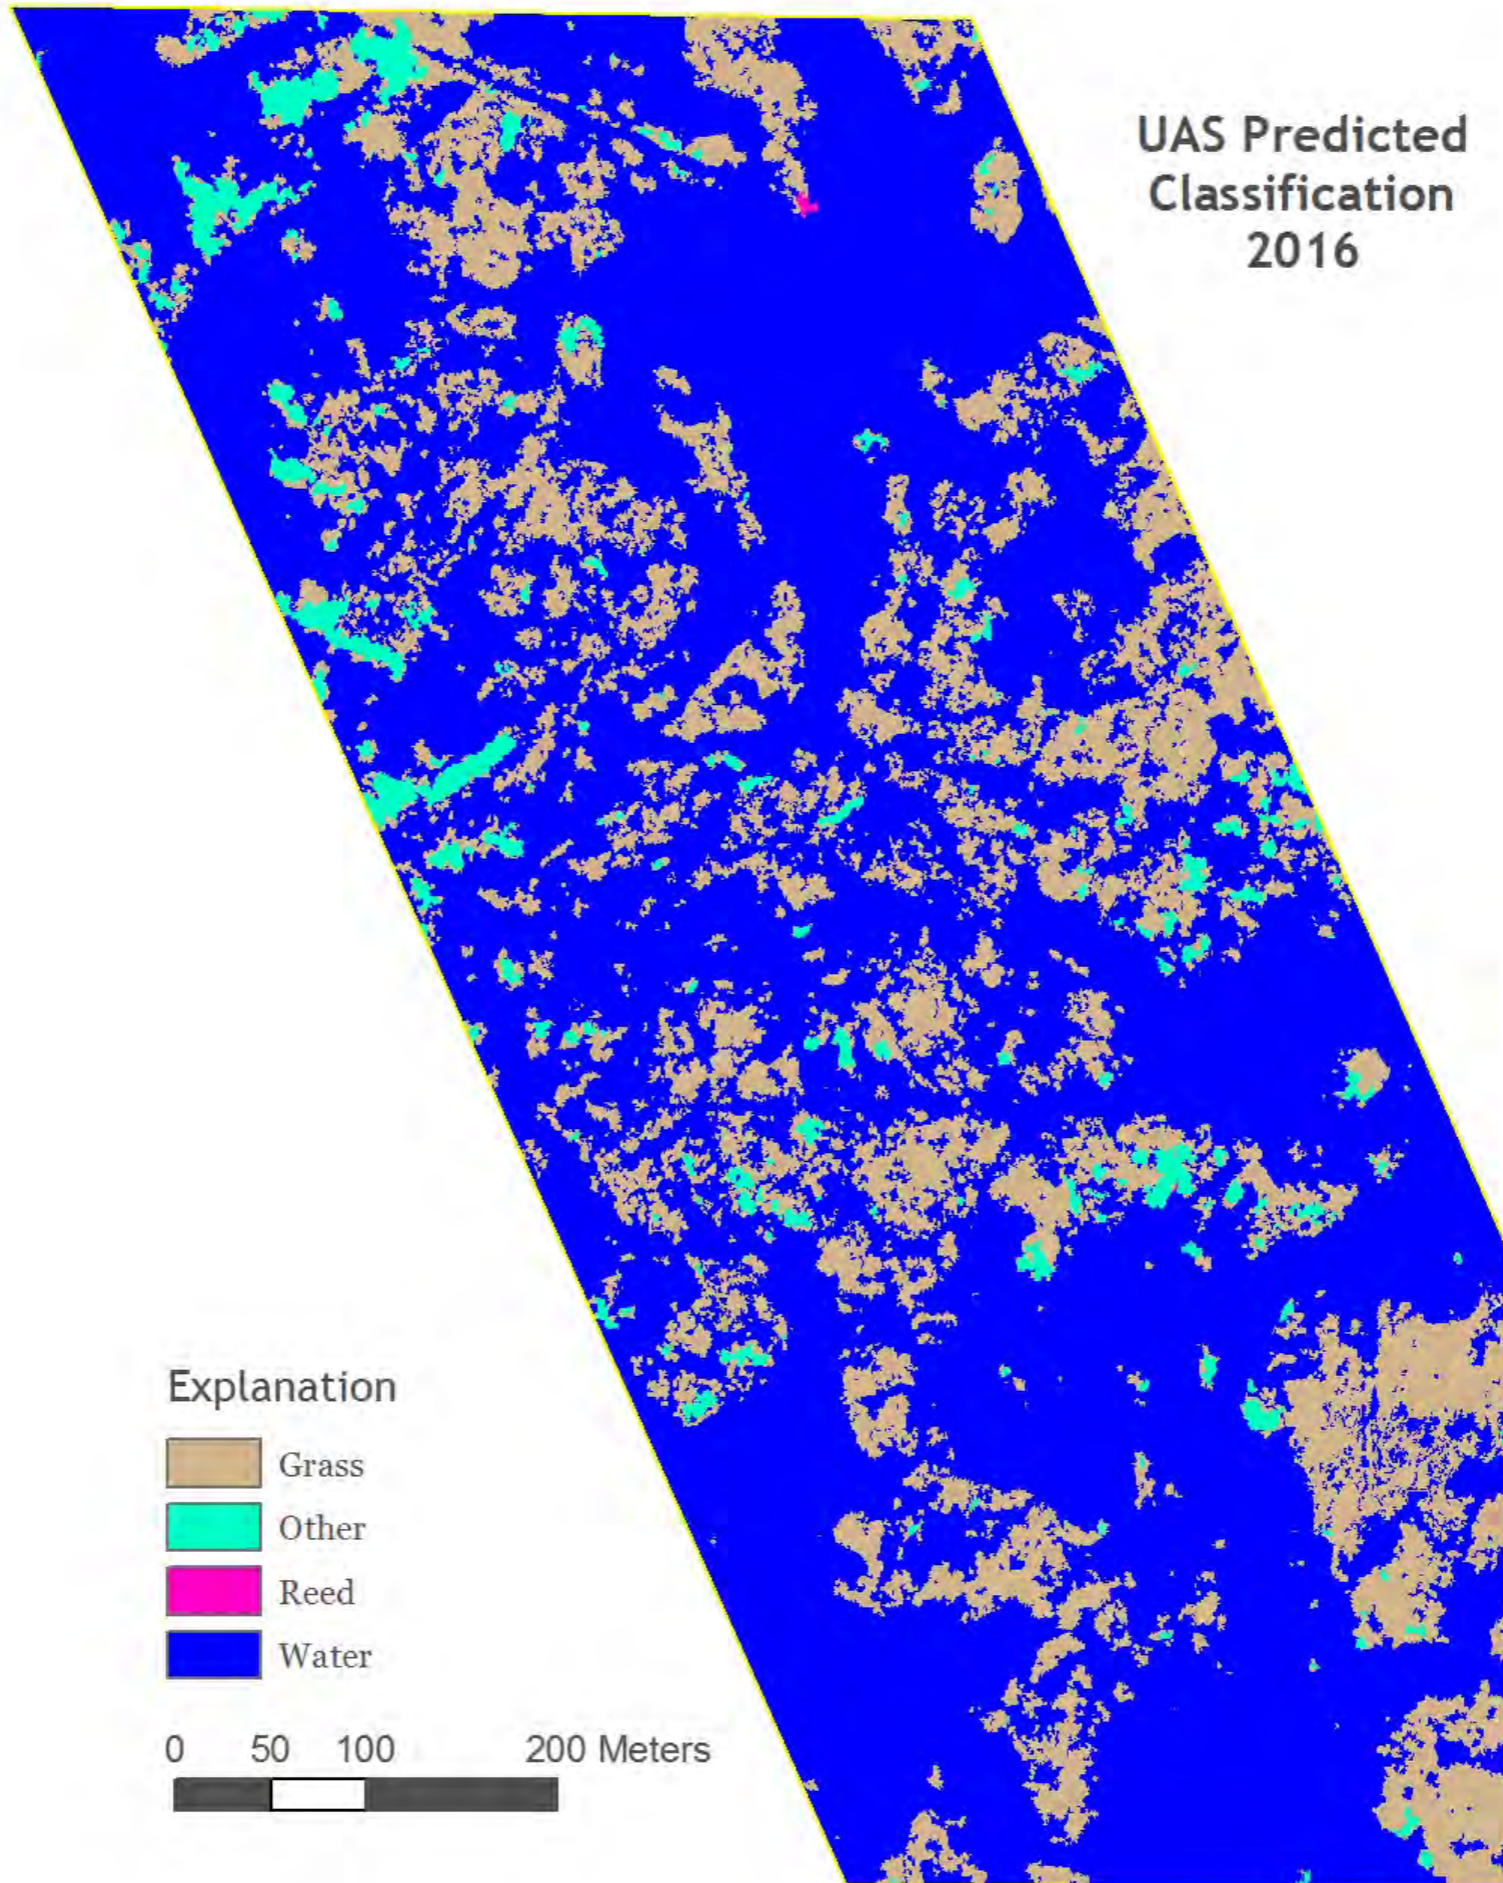 UAS Predicted
Classification
2016
Explanation
Grass
Other
Reed
Water
0 50 100 200 Meters